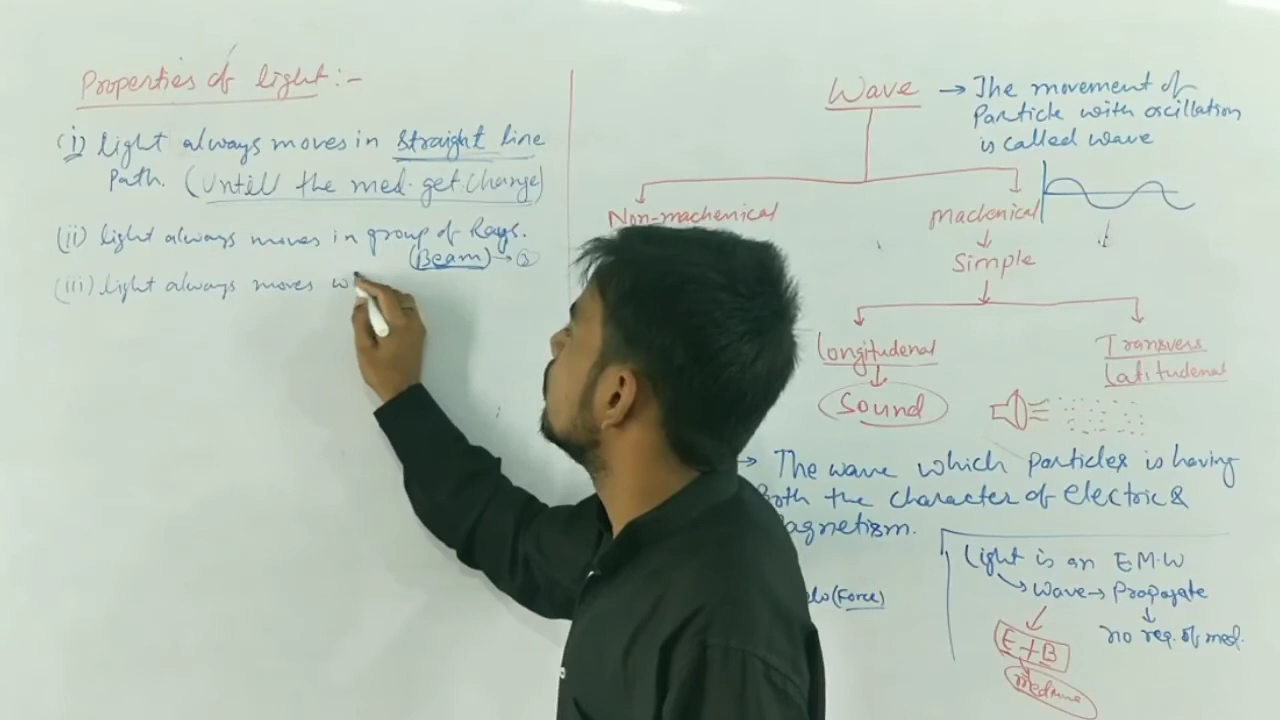 Properties of light:-
(i) light always moves in straight line
Path. (Untill the med. get change)
(ii) light always moves in group of Rays.
(Beam) → 3
(iii) light always moves w
Wave → The movement of
Particle with oscillation
is called wave
Non-machenical
machenical
Simple
Longitudenal
Transvers
Latitudenal
Sound
→ The wave which particles is having
both the character of electric &
agnetism.
Light is an E.M.W
Wave → Propogate
(Force)
no req. of med.
E + B
medium